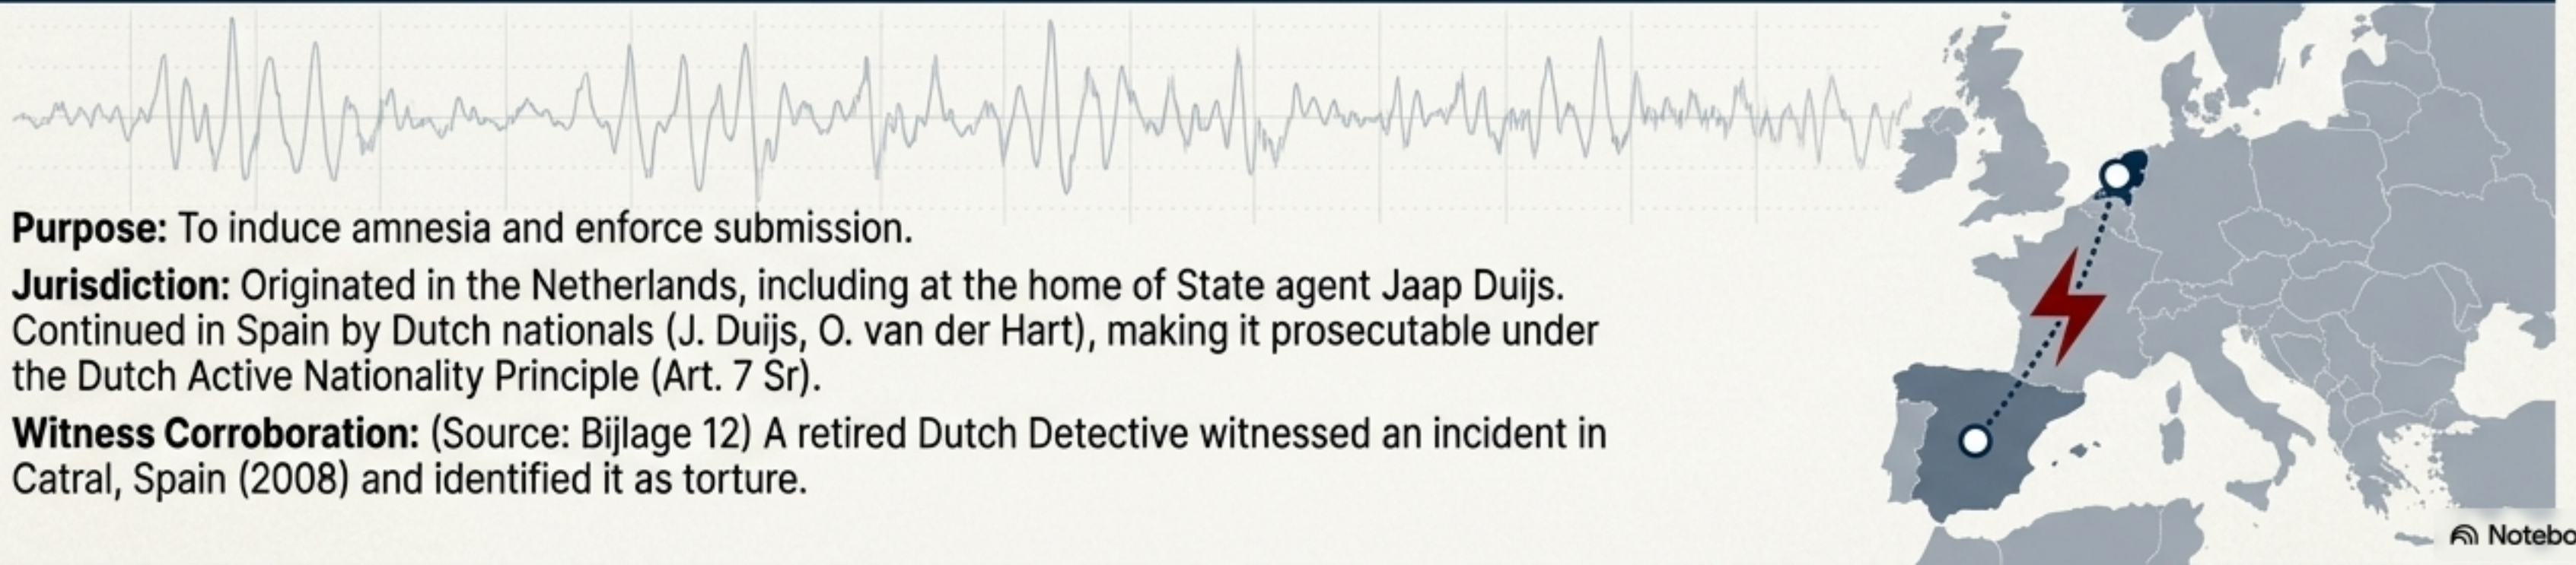 Purpose: To induce amnesia and enforce submission.
Jurisdiction: Originated in the Netherlands, including at the home of State agent Jaap Duijs.
Continued in Spain by Dutch nationals (J. Duijs, O. van der Hart), making it prosecutable under
the Dutch Active Nationality Principle (Art. 7 Sr).
Witness Corroboration: (Source: Bijlage 12) A retired Dutch Detective witnessed an incident in
Catral, Spain (2008) and identified it as torture.
Notebo